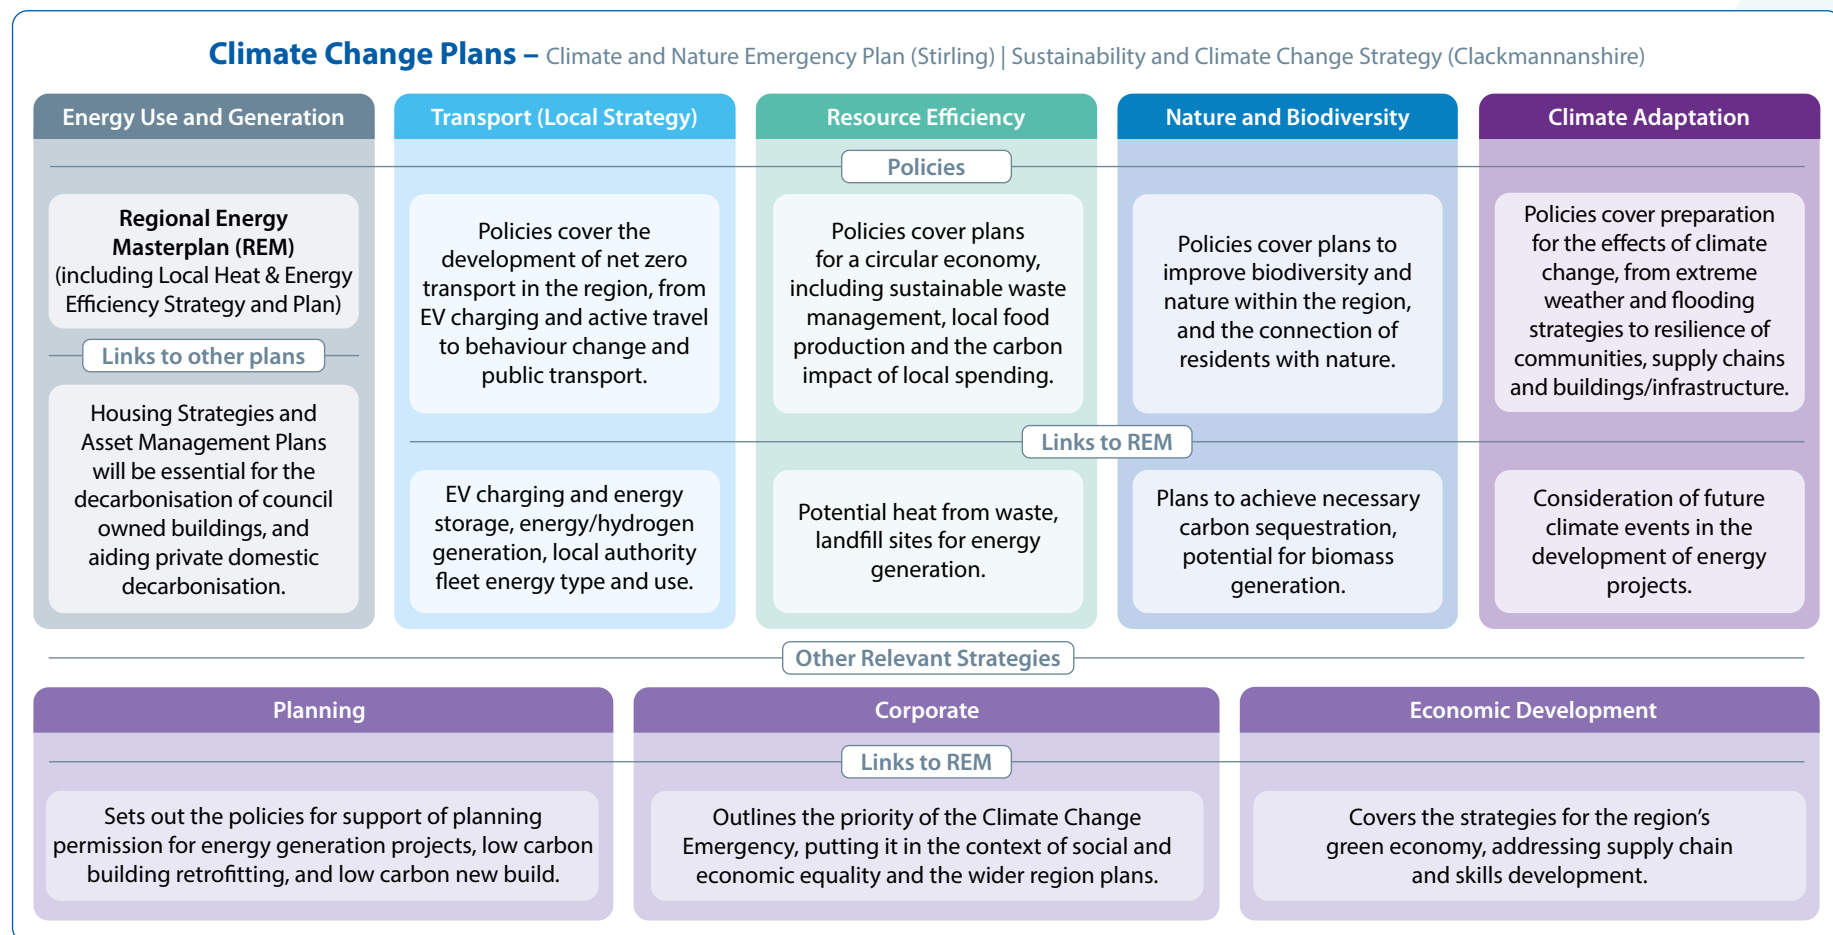 Climate Change Plans – Climate and Nature Emergency Plan (Stirling) | Sustainability and Climate Change Strategy (Clackmannanshire)
Energy Use and Generation
Transport (Local Strategy)
Resource Efficiency
Nature and Biodiversity
Climate Adaptation
Policies
Regional Energy
Masterplan (REM)
(including Local Heat & Energy
Efficiency Strategy and Plan)
Links to other plans
Housing Strategies and
Asset Management Plans
will be essential for the
decarbonisation of council
owned buildings, and
aiding private domestic
decarbonisation.
Policies cover the
development of net zero
transport in the region, from
EV charging and active travel
to behaviour change and
public transport.
Policies cover plans
for a circular economy,
including sustainable waste
management, local food
production and the carbon
impact of local spending.
Policies cover plans to
improve biodiversity and
nature within the region,
and the connection of
residents with nature.
Policies cover preparation
for the effects of climate
change, from extreme
weather and flooding
strategies to resilience of
communities, supply chains
and buildings/infrastructure.
Links to REM
EV charging and energy
storage, energy/hydrogen
generation, local authority
fleet energy type and use.
Potential heat from waste,
landfill sites for energy
generation.
Plans to achieve necessary
carbon sequestration,
potential for biomass
generation.
Consideration of future
climate events in the
development of energy
projects.
Other Relevant Strategies
Planning
Corporate
Economic Development
Links to REM
Sets out the policies for support of planning
permission for energy generation projects, low carbon
building retrofitting, and low carbon new build.
Outlines the priority of the Climate Change
Emergency, putting it in the context of social and
economic equality and the wider region plans.
Covers the strategies for the region’s
green economy, addressing supply chain
and skills development.